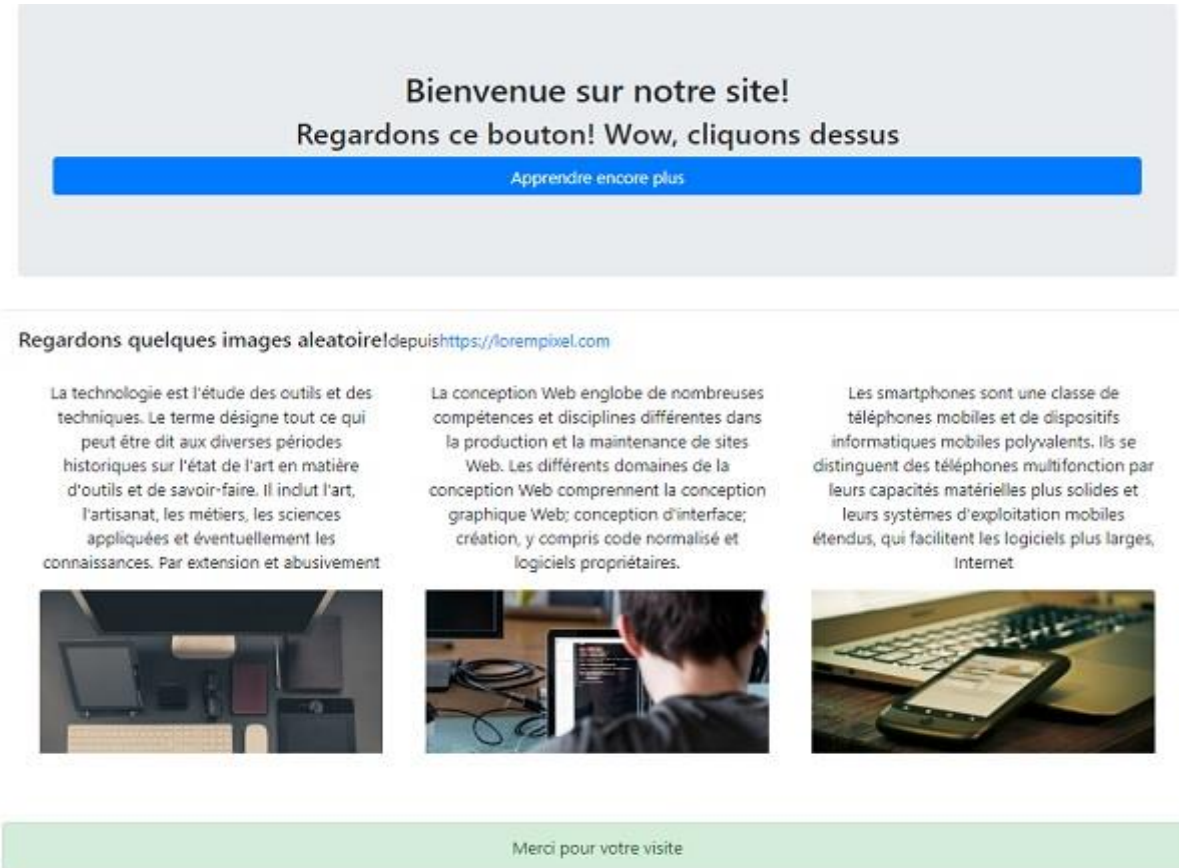 Bienvenue sur notre site!
Regardons ce bouton! Wow, cliquons dessus
Apprendre encore plus
Regardons quelques images aleatoire!depuishttps://lorempixel.com
La technologie est l'étude des outils et des
techniques. Le terme désigne tout ce qui
peut être dit aux diverses périodes
historiques sur l'état de l'art en matière
d'outils et de savoir-faire. Il inclut l'art,
l'artisanat, les métiers, les sciences
appliquées et éventuellement les
connaissances. Par extension et abusivement
La conception Web englobe de nombreuses
compétences et disciplines différentes dans
la production et la maintenance de sites
Web. Les différents domaines de la
conception Web comprennent la conception
graphique Web; conception d'interface;
création, y compris code normalisé et
logiciels propriétaires.
Les smartphones sont une classe de
téléphones mobiles et de dispositifs
informatiques mobiles polyvalents. Ils se
distinguent des téléphones multifonction par
leurs capacités matérielles plus solides et
leurs systèmes d'exploitation mobiles
étendus, qui facilitent les logiciels plus larges,
Internet
Merci pour votre visite